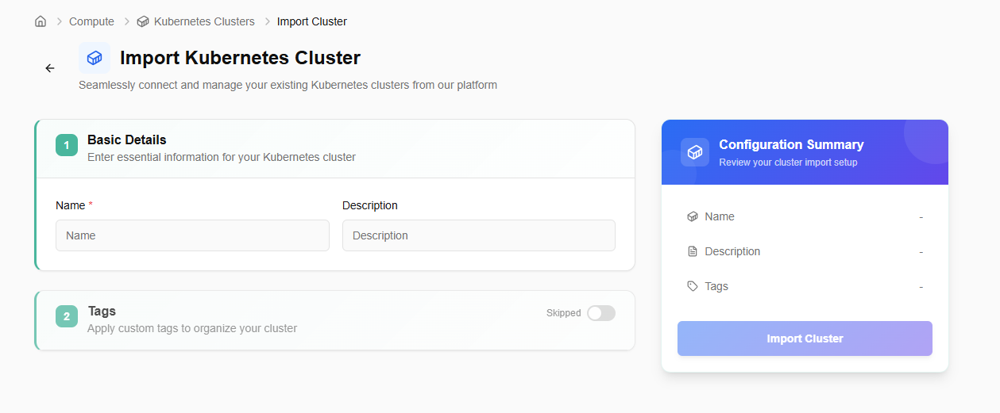 Compute > Kubernetes Clusters > Import Cluster
Import Kubernetes Cluster
Seamlessly connect and manage your existing Kubernetes clusters from our platform
1
Basic Details
Enter essential information for your Kubernetes cluster
Name *
Description
Name
Description
2
Tags
Apply custom tags to organize your cluster
Skipped
Configuration Summary
Review your cluster import setup
Name -
Description -
Tags -
Import Cluster